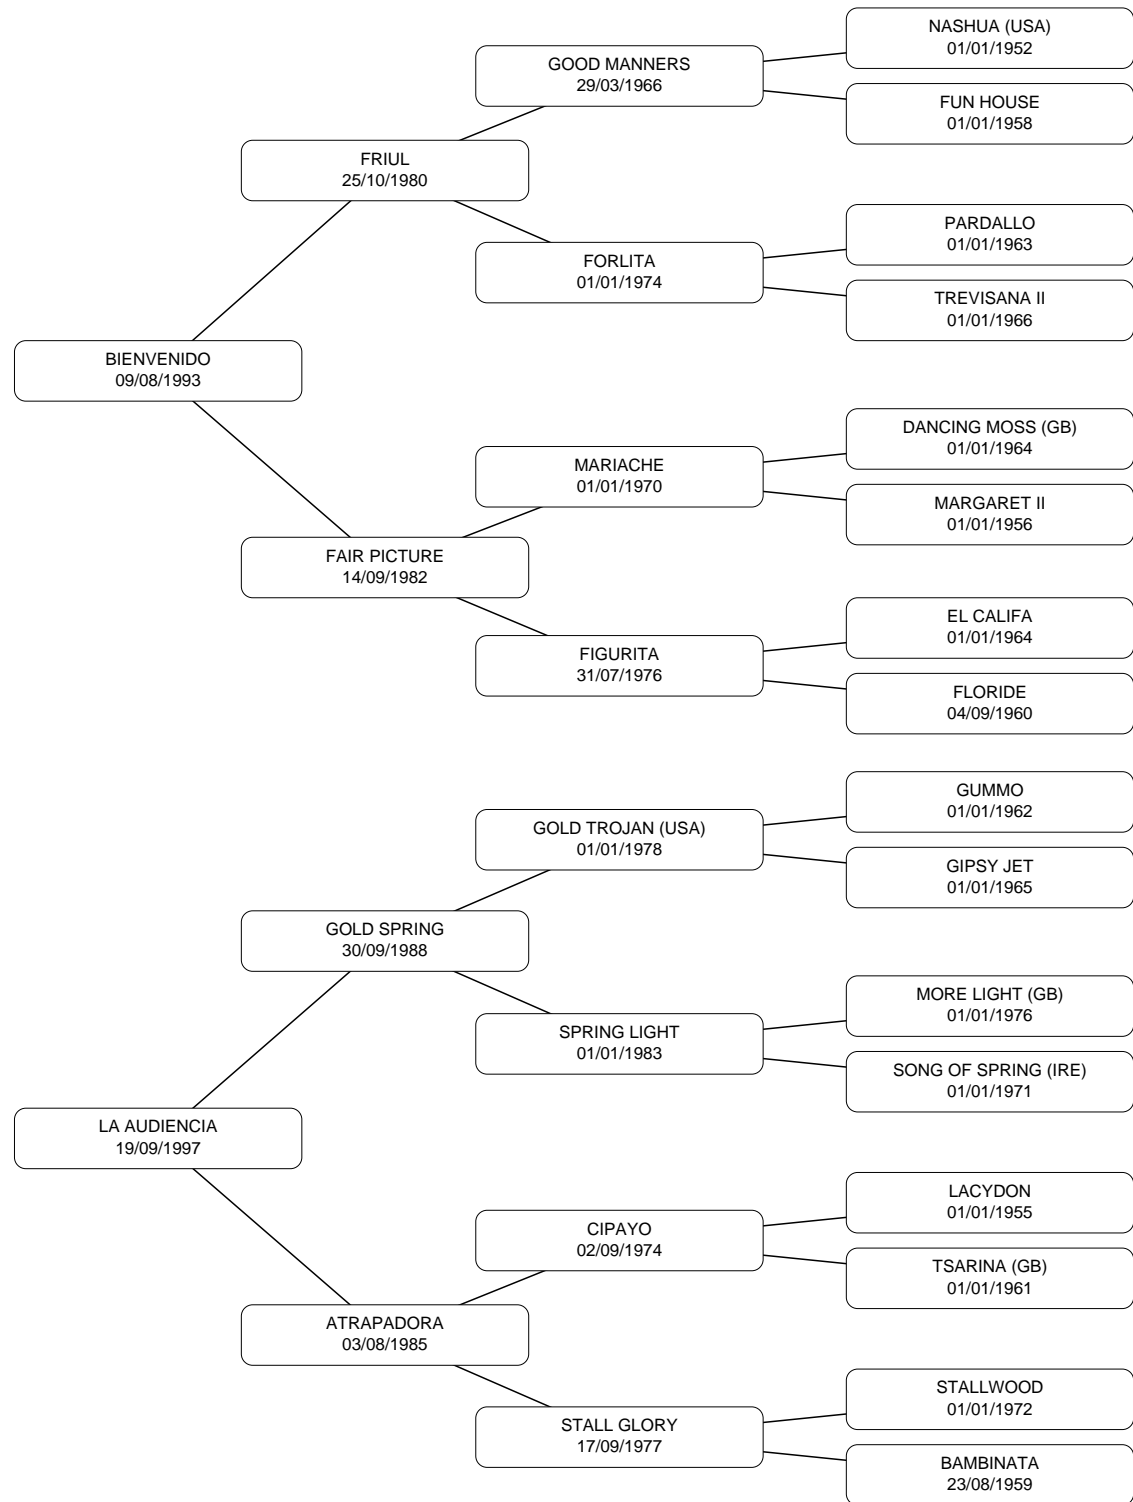 NASHUA (USA)
01/01/1952
GOOD MANNERS
29/03/1966
FUN HOUSE
01/01/1958
FRIUL
25/10/1980
PARDALLO
01/01/1963
FORLITA
01/01/1974
TREVISANA II
01/01/1966
BIENVENIDO
09/08/1993
DANCING MOSS (GB)
01/01/1964
MARIACHE
01/01/1970
MARGARET II
01/01/1956
FAIR PICTURE
14/09/1982
EL CALIFA
01/01/1964
FIGURITA
31/07/1976
FLORIDE
04/09/1960
GUMMO
01/01/1962
GOLD TROJAN (USA)
01/01/1978
GIPSY JET
01/01/1965
GOLD SPRING
30/09/1988
MORE LIGHT (GB)
01/01/1976
SPRING LIGHT
01/01/1983
SONG OF SPRING (IRE)
01/01/1971
LA AUDIENCIA
19/09/1997
LACYDON
01/01/1955
CIPAYO
02/09/1974
TSARINA (GB)
01/01/1961
ATRAPADORA
03/08/1985
STALLWOOD
01/01/1972
STALL GLORY
17/09/1977
BAMBINATA
23/08/1959